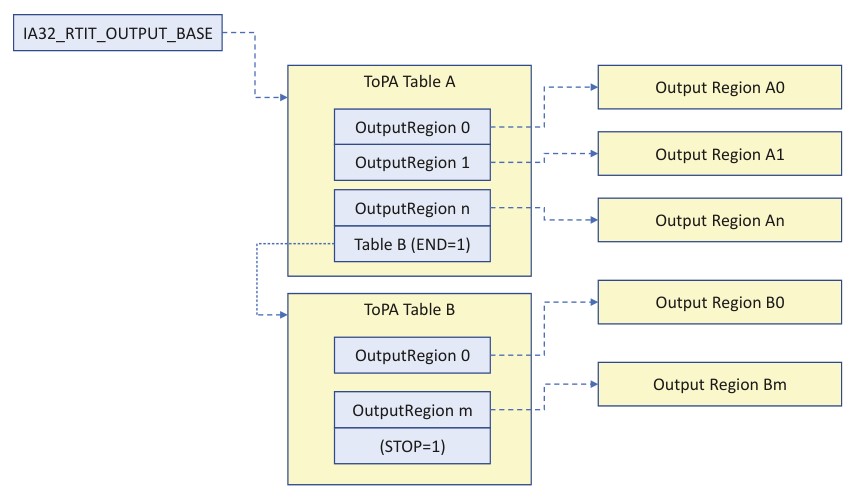 IA32_RTIT_OUTPUT_BASE
ToPA Table A
OutputRegion 0
OutputRegion 1
OutputRegion n
Table B (END=1)
Output Region A0
Output Region A1
Output Region An
ToPA Table B
OutputRegion 0
OutputRegion m
(STOP=1)
Output Region B0
Output Region Bm